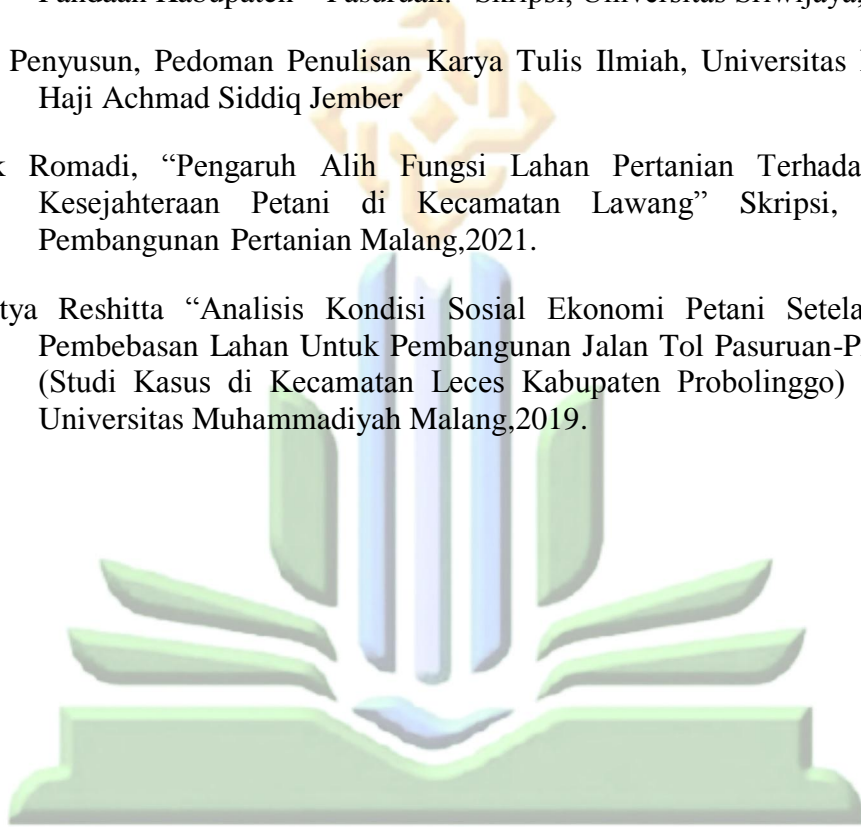 Pandaan Kabupaten Pasuruan." Skripsi, Universitas Sriwijaya,
Penyusun, Pedoman Penulisan Karya Tulis Ilmiah, Universitas
Haji Achmad Siddiq Jember
k Romadi, “Pengaruh Alih Fungsi Lahan Pertanian Terhada
Kesejahteraan Petani di Kecamatan Lawang” Skripsi,
Pembangunan Pertanian Malang,2021.
tya Reshitta “Analisis Kondisi Sosial Ekonomi Petani Setela
Pembebasan Lahan Untuk Pembangunan Jalan Tol Pasuruan-P
(Studi Kasus di Kecamatan Leces Kabupaten Probolinggo)
Universitas Muhammadiyah Malang,2019.